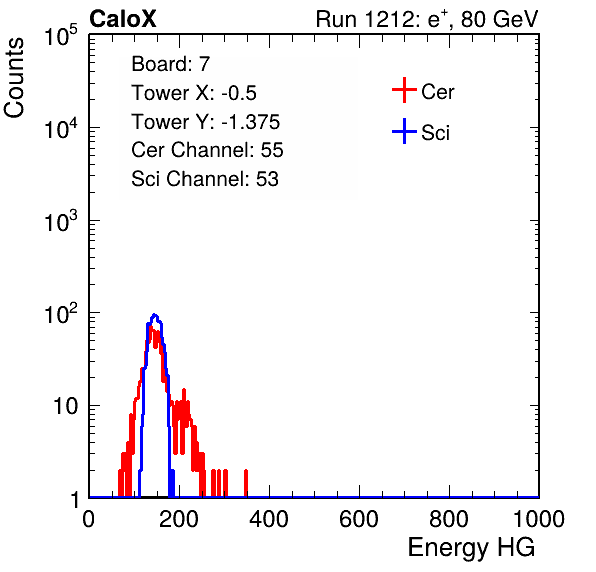 CaloX Run 1212: e⁺, 80 GeV
Counts
Board: 7
Tower X: -0.5
Tower Y: -1.375
Cer Channel: 55
Sci Channel: 53
Cer
Sci
10⁵
10⁴
10³
10²
10
1
0 200 400 600 800 1000
Energy HG